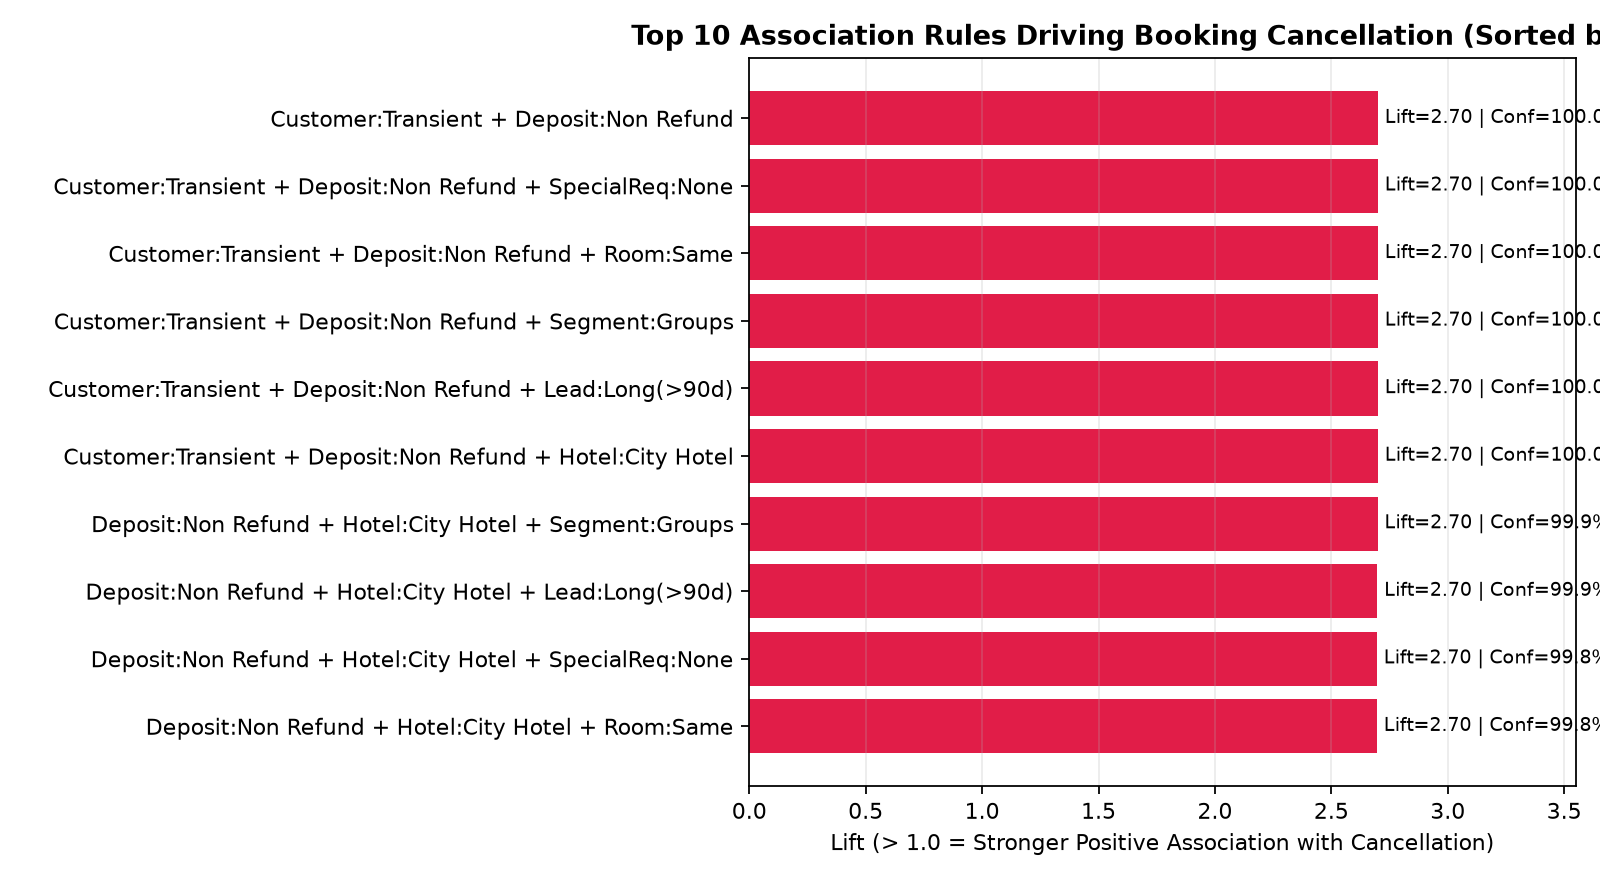 Top 10 Association Rules Driving Booking Cancellation (Sorted b
Customer:Transient + Deposit:Non Refund
Lift=2.70 | Conf=100.0
Customer:Transient + Deposit:Non Refund + SpecialReq:None
Lift=2.70 | Conf=100.0
Customer:Transient + Deposit:Non Refund + Room:Same
Lift=2.70 | Conf=100.0
Customer:Transient + Deposit:Non Refund + Segment:Groups
Lift=2.70 | Conf=100.0
Customer:Transient + Deposit:Non Refund + Lead:Long(>90d)
Lift=2.70 | Conf=100.0
Customer:Transient + Deposit:Non Refund + Hotel:City Hotel
Lift=2.70 | Conf=100.0
Deposit:Non Refund + Hotel:City Hotel + Segment:Groups
Lift=2.70 | Conf=99.9%
Deposit:Non Refund + Hotel:City Hotel + Lead:Long(>90d)
Lift=2.70 | Conf=99.9%
Deposit:Non Refund + Hotel:City Hotel + SpecialReq:None
Lift=2.70 | Conf=99.8%
Deposit:Non Refund + Hotel:City Hotel + Room:Same
Lift=2.70 | Conf=99.8%
0.0 0.5 1.0 1.5 2.0 2.5 3.0 3.5
Lift (> 1.0 = Stronger Positive Association with Cancellation)